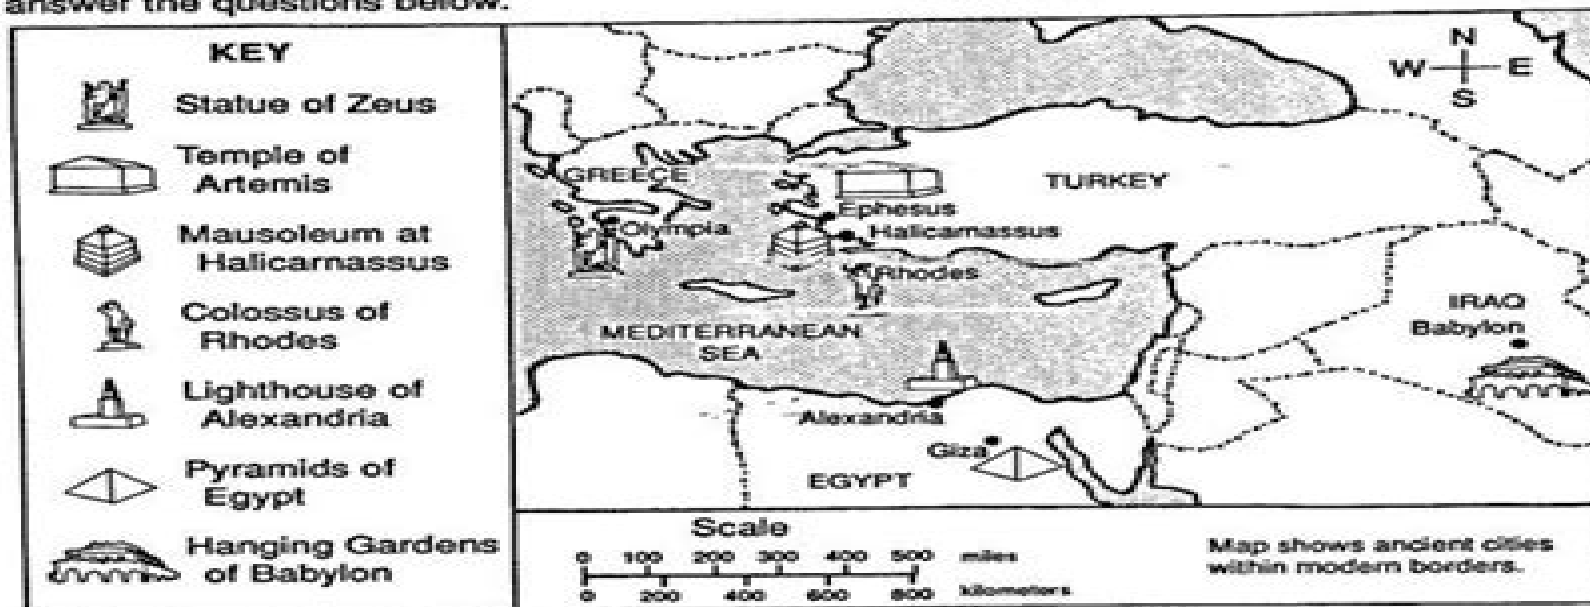 answer the questions below.
KEY
Statue of Zeus
Temple of
Artemis
Mausoleum at
Halicarnassus
Colossus of
Rhodes
Lighthouse of
Alexandria
Pyramids of
Egypt
Hanging Gardens
of Babylon
N
W E
S
GREECE
TURKEY
Ephesus
Olympia
Halicarnassus
Rhodes
IRAQ
Babylon
MEDITERRANEAN
SEA
Alexandria
Giza
EGYPT
Scale
0 100 200 300 400 500 miles
0 200 400 600 800 kilometers
Map shows ancient cities
within modern borders.